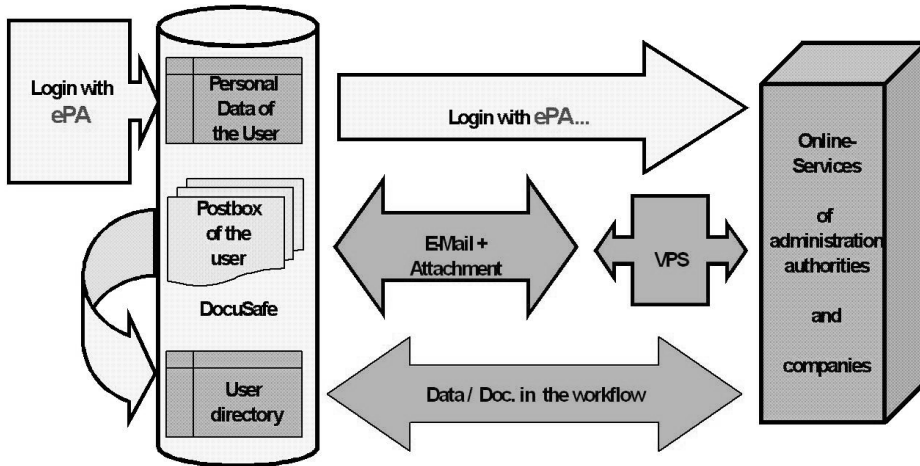 Login with
ePA
Personal
Data of
the User
Login with ePA...
Postbox
of the
user
E-Mail +
Attachment
VPS
DocuSafe
User
directory
Data / Doc. in the workflow
Online-
Services
of
administration
authorities
and
companies